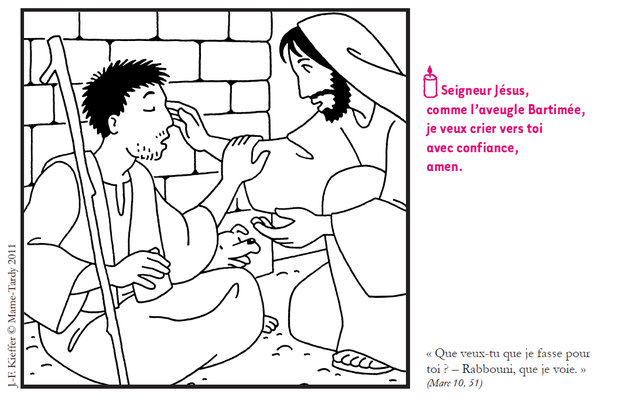 Seigneur Jésus,
comme l'aveugle Bartimée,
je veux crier vers toi
avec confiance,
amen.
« Que veux-tu que je fasse pour
toi ? – Rabbouni, que je voie. »
(Marc 10, 51)
J.-F. Kieffer © Mame-Tardy 2011